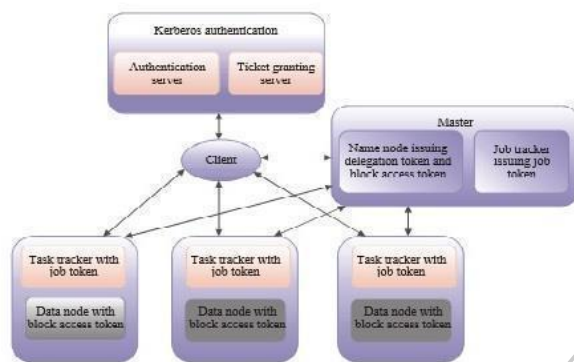 Kerberos authentication
Authentication
server
Ticket granting
server
Master
Client
Name node issuing
delegation token and
block access token
Job tracker
issuing job
token
Task tracker with
job token
Task tracker with
job token
Task tracker with
job token
Data node with
block access token
Data node with
block access token
Data node with
block access token